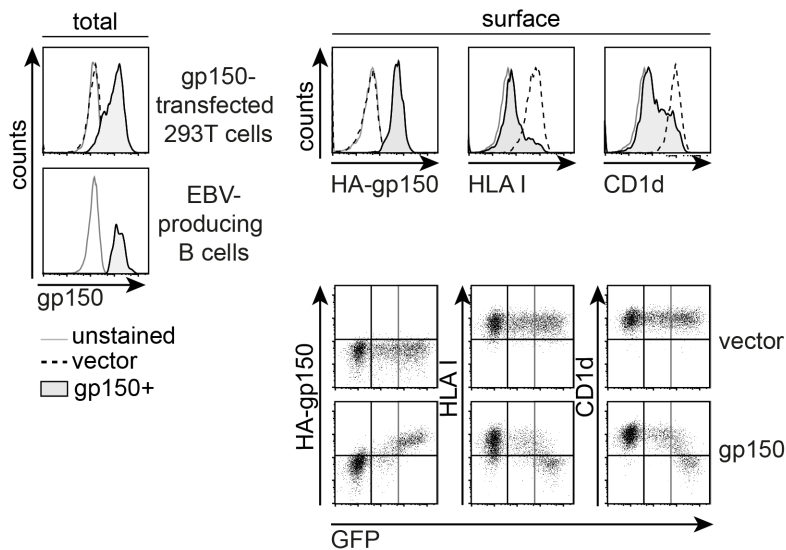 total
counts
gp150-
transfected
293T cells
EBV-
producing
B cells
gp150
unstained
vector
gp150+
surface
counts
HA-gp150
HLA I
CD1d
HA-gp150
HLA I
CD1d
vector
gp150
GFP